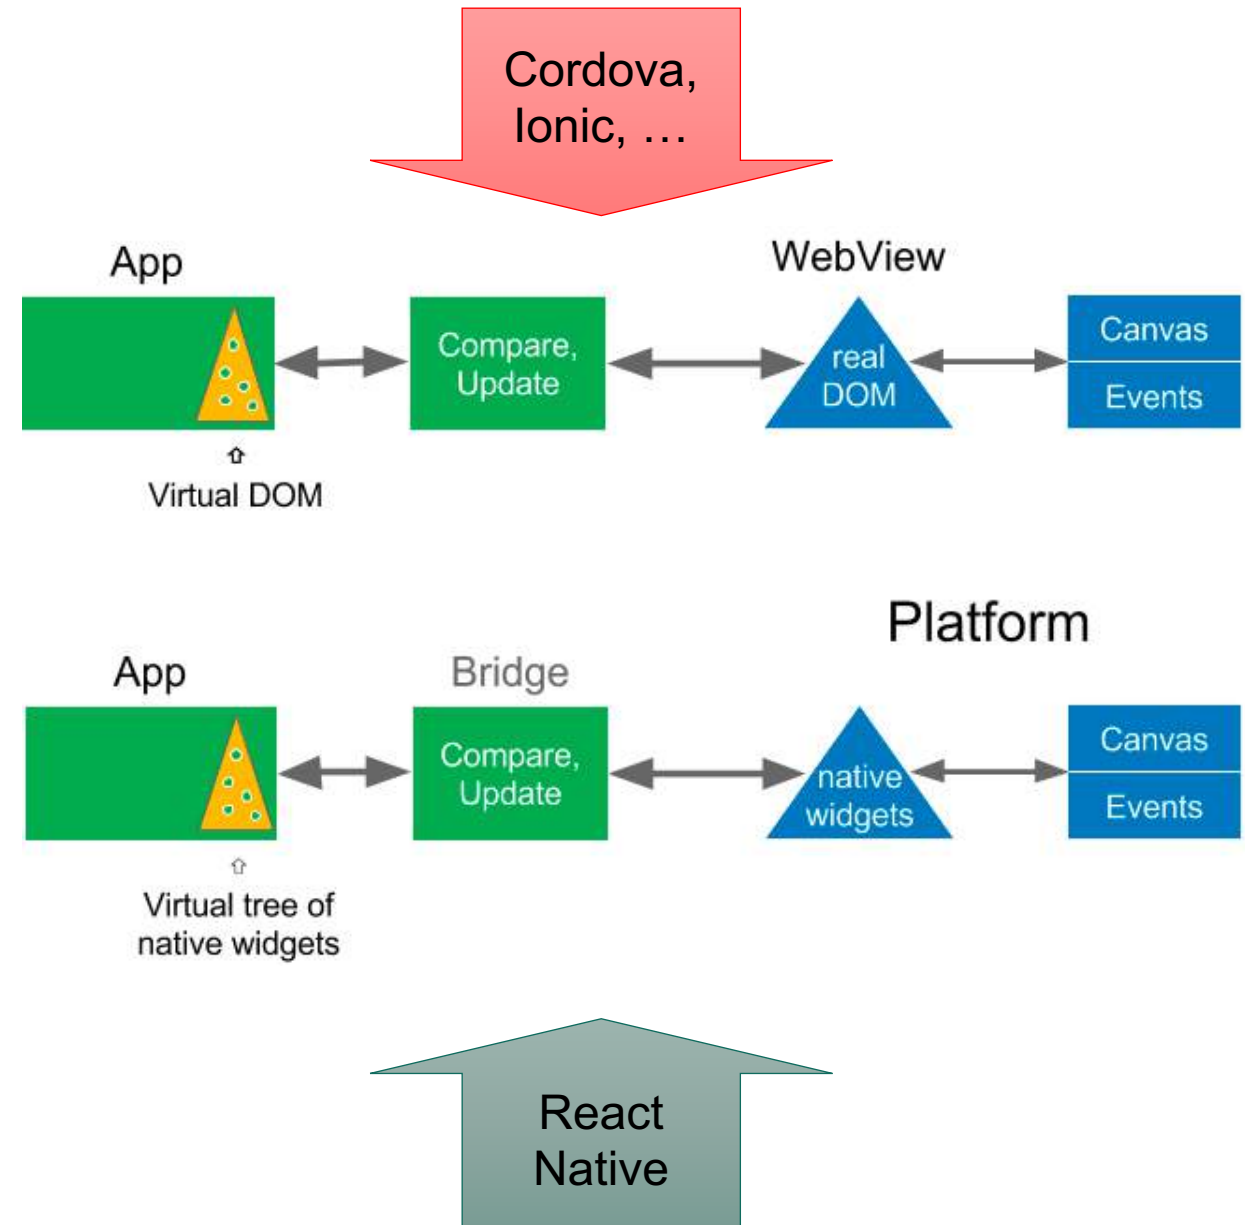 Cordova,
Ionic, …
App
WebView
Compare,
Update
real
DOM
Canvas
Events
Virtual DOM
Platform
App
Bridge
Compare,
Update
native
widgets
Canvas
Events
Virtual tree of
native widgets
React
Native